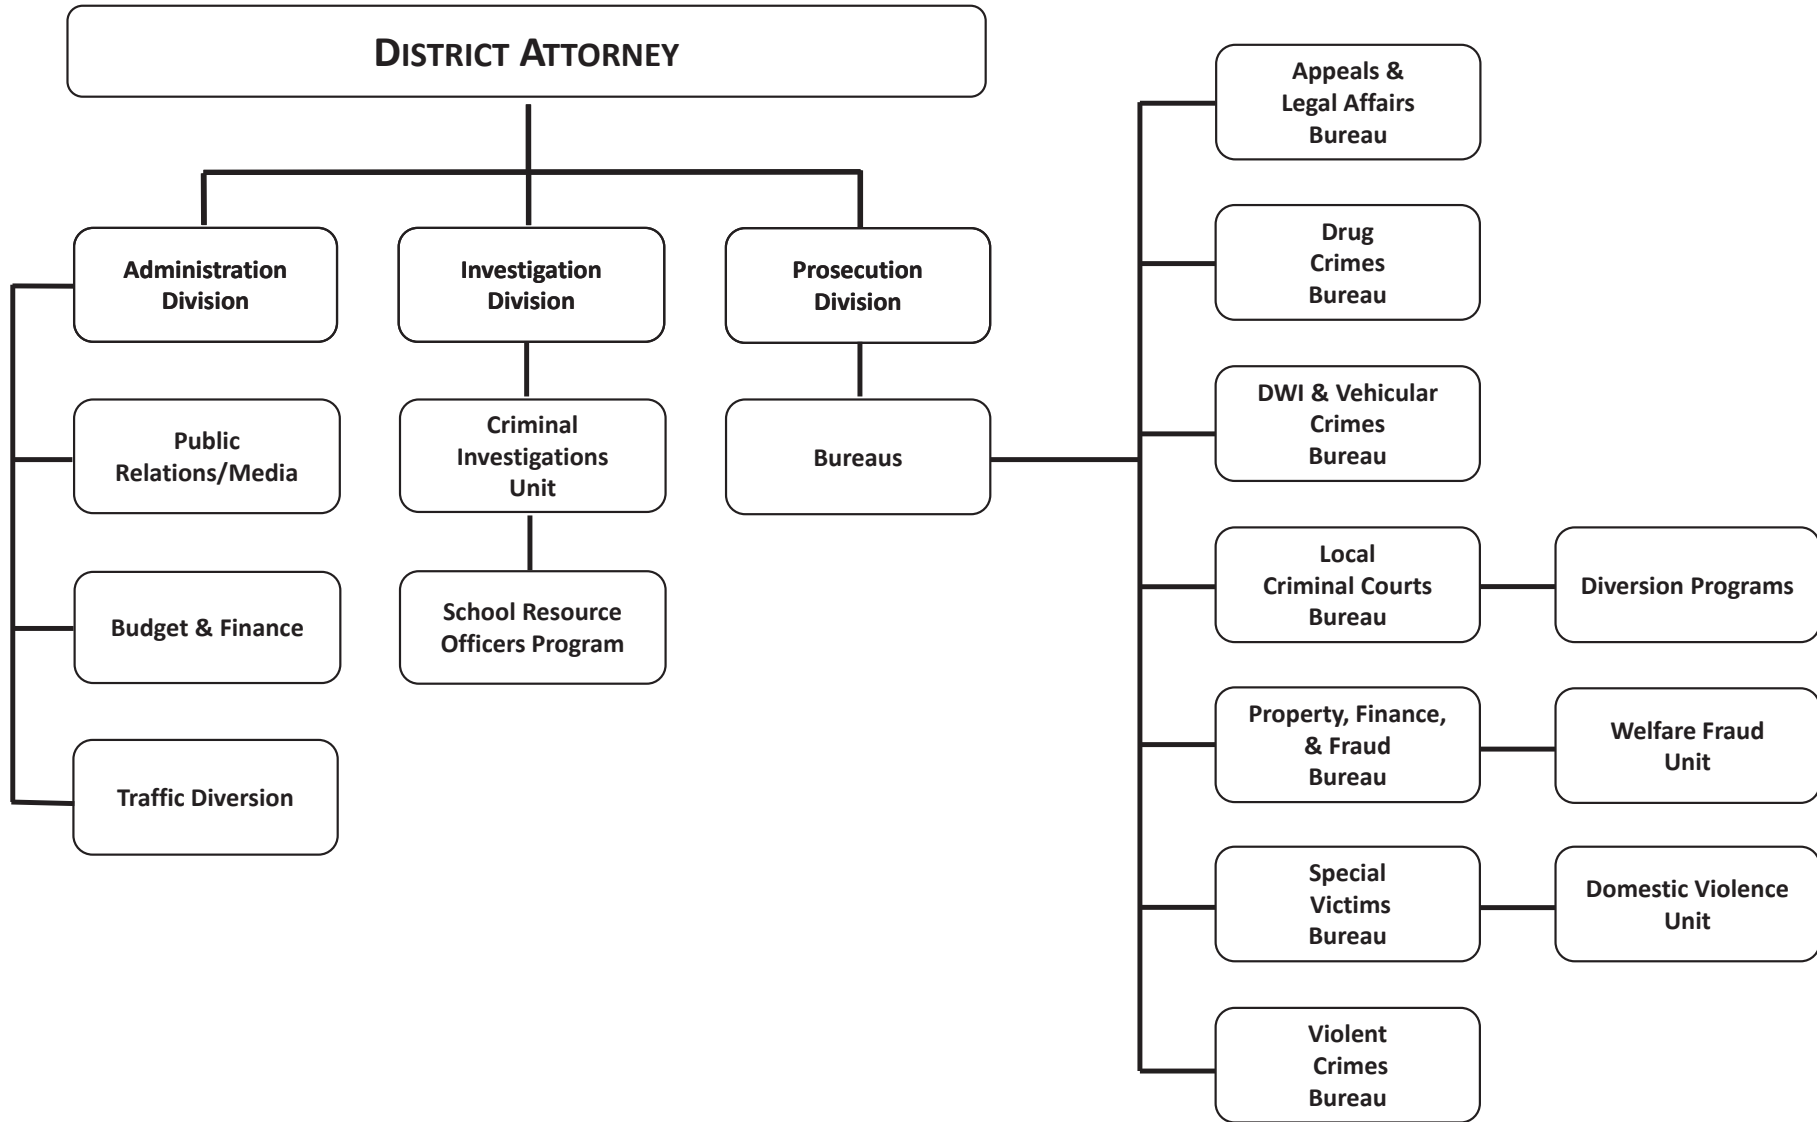 DISTRICT ATTORNEY
Administration
Division
Public
Relations/Media
Budget & Finance
Traffic Diversion
Investigation
Division
Criminal
Investigations
Unit
School Resource
Officers Program
Prosecution
Division
Bureaus
Appeals &
Legal Affairs
Bureau
Drug
Crimes
Bureau
DWI & Vehicular
Crimes
Bureau
Local
Criminal Courts
Bureau
Diversion Programs
Property, Finance,
& Fraud
Bureau
Welfare Fraud
Unit
Special
Victims
Bureau
Domestic Violence
Unit
Violent
Crimes
Bureau